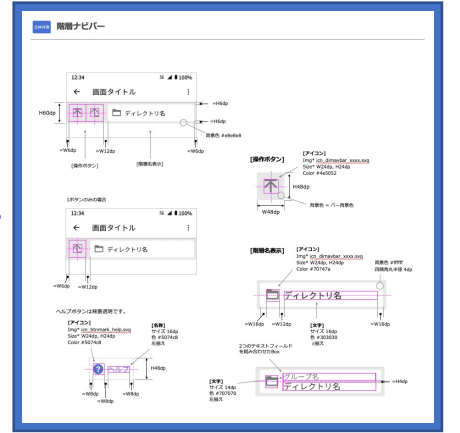 階層ナビバー
12:34
5G
100%
← 画面タイトル
H60dp
ディレクトリ名
=H6dp
=H6dp
背景色 #e8e8e8
=W6dp
=W12dp
=W6dp
[操作ボタン]
[階層名表示]
[操作ボタン]
[アイコン]
Img* icn_dirnavbar_xxxx.svg
Size* W24dp, H24dp
Color #4e5052
H48dp
W48dp
背景色 = バー背景色
1ボタンのみの場合
12:34
5G
100%
← 画面タイトル
ディレクトリ名
=W6dp
=W12dp
[階層名表示]
[アイコン]
Img* icn_dirnavbar_xxxx.svg
Size* W24dp, H24dp
Color #70747a
背景色 #ffffff
四隅角丸半径 4dp
ディレクトリ名
=W16dp
=W12dp
=W16dp
[文字]
サイズ 16dp
色 #303030
左揃え
ヘルプボタンは背景透明です。
[アイコン]
Img* icn_btnmark_help.svg
Size* W24dp, H24dp
Color #5074c8
[名称]
サイズ 16dp
色 #5074c8
左揃え
ヘルプ
H48dp
=W8dp
=W8dp
=W8dp
2つのテキストフィールド
を組み合わせたBox
グループ名
ディレクトリ名
=H4dp
[文字]
サイズ 14dp
色 #707070
左揃え